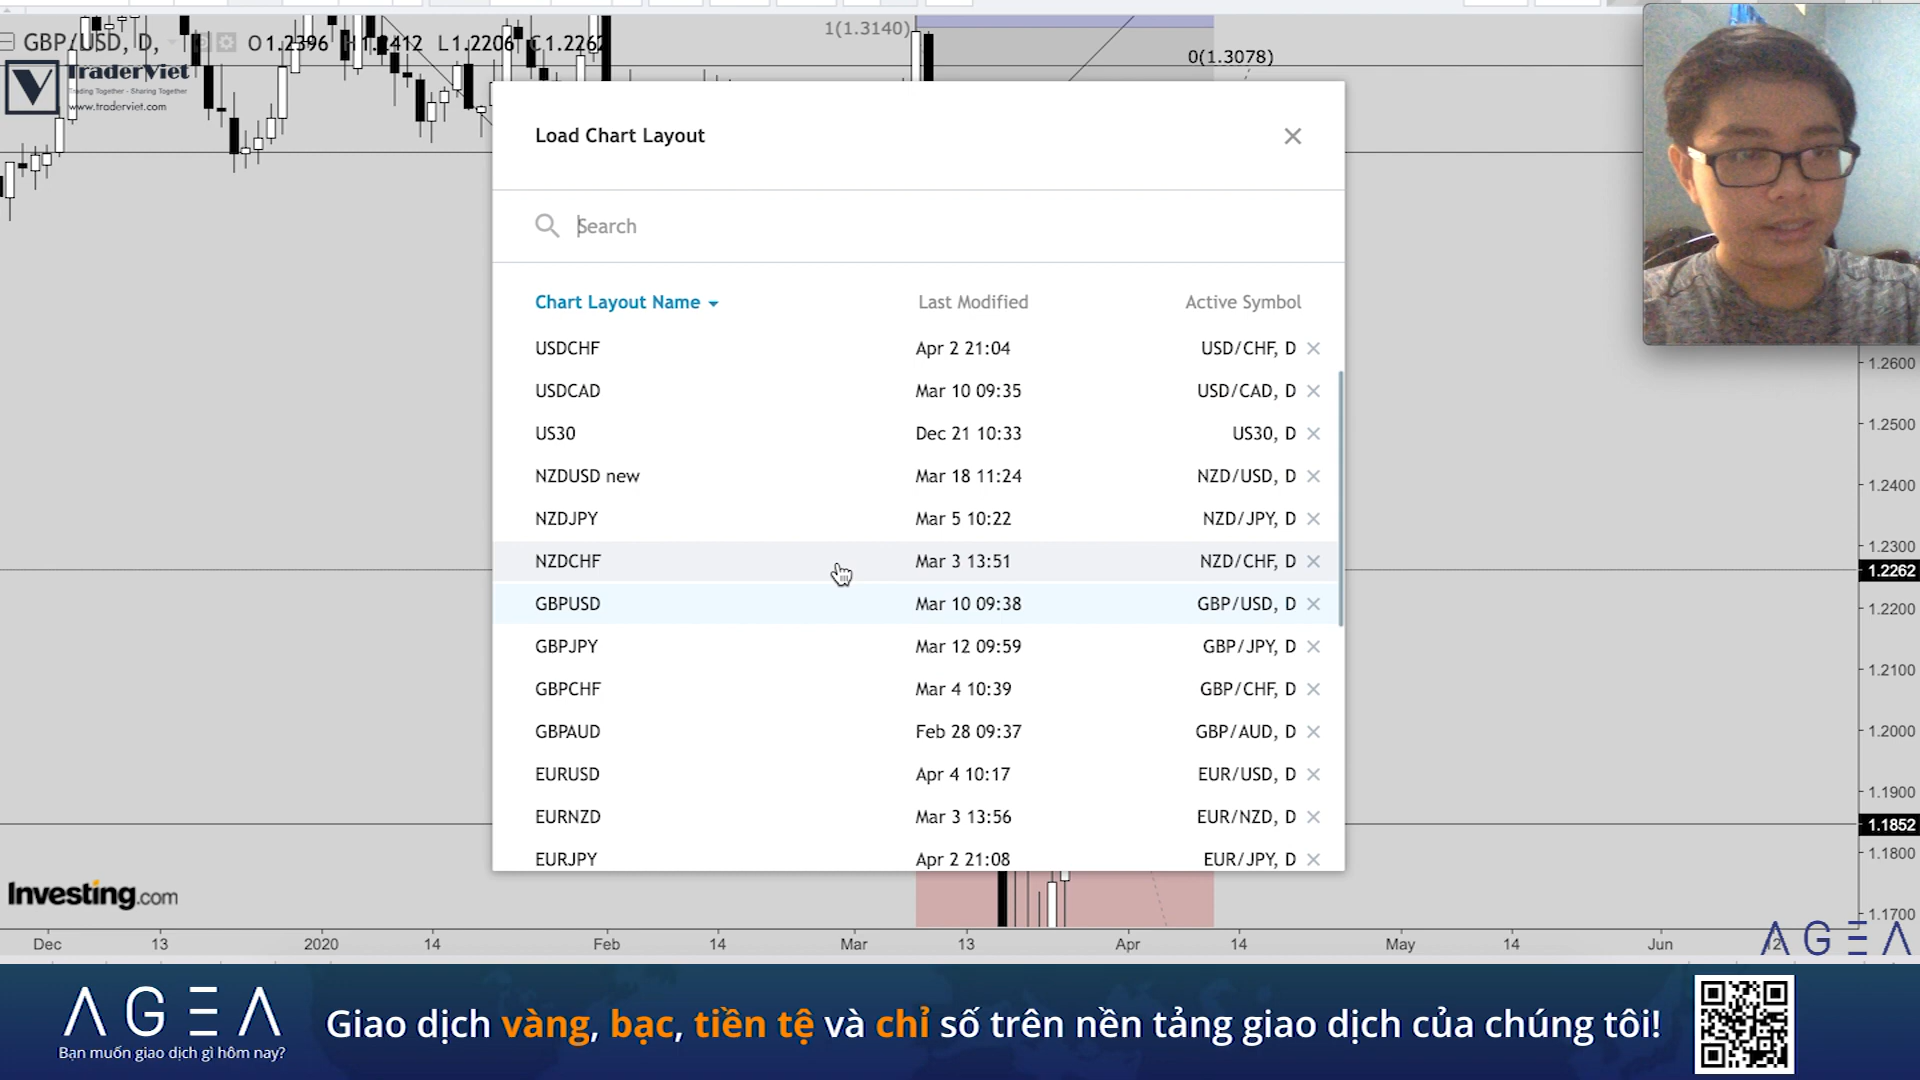 GBP/USD, D, O1.2396 H1.2412 L1.2206 C1.2262
1(1.3140)
0(1.3078)
TraderViet
Trading Together - Sharing Together
www.traderviet.com
Load Chart Layout
Search
Chart Layout Name Last Modified Active Symbol
USDCHF Apr 2 21:04 USD/CHF, D
USDCAD Mar 10 09:35 USD/CAD, D
US30 Dec 21 10:33 US30, D
NZDUSD new Mar 18 11:24 NZD/USD, D
NZDJPY Mar 5 10:22 NZD/JPY, D
NZDCHF Mar 3 13:51 NZD/CHF, D
GBPUSD Mar 10 09:38 GBP/USD, D
GBPJPY Mar 12 09:59 GBP/JPY, D
GBPCHF Mar 4 10:39 GBP/CHF, D
GBPAUD Feb 28 09:37 GBP/AUD, D
EURUSD Apr 4 10:17 EUR/USD, D
EURNZD Mar 3 13:56 EUR/NZD, D
EURJPY Apr 2 21:08 EUR/JPY, D
1.2600
1.2500
1.2400
1.2300
1.2262
1.2200
1.2100
1.2000
1.1900
1.1852
1.1800
1.1700
Investing.com
Dec 13 2020 14 Feb 14 Mar 13 Apr 14 May 14 Jun 12
AGEA
AGEA
Bạn muốn giao dịch gì hôm nay?
Giao dịch vàng, bạc, tiền tệ và chỉ số trên nền tảng giao dịch của chúng tôi!